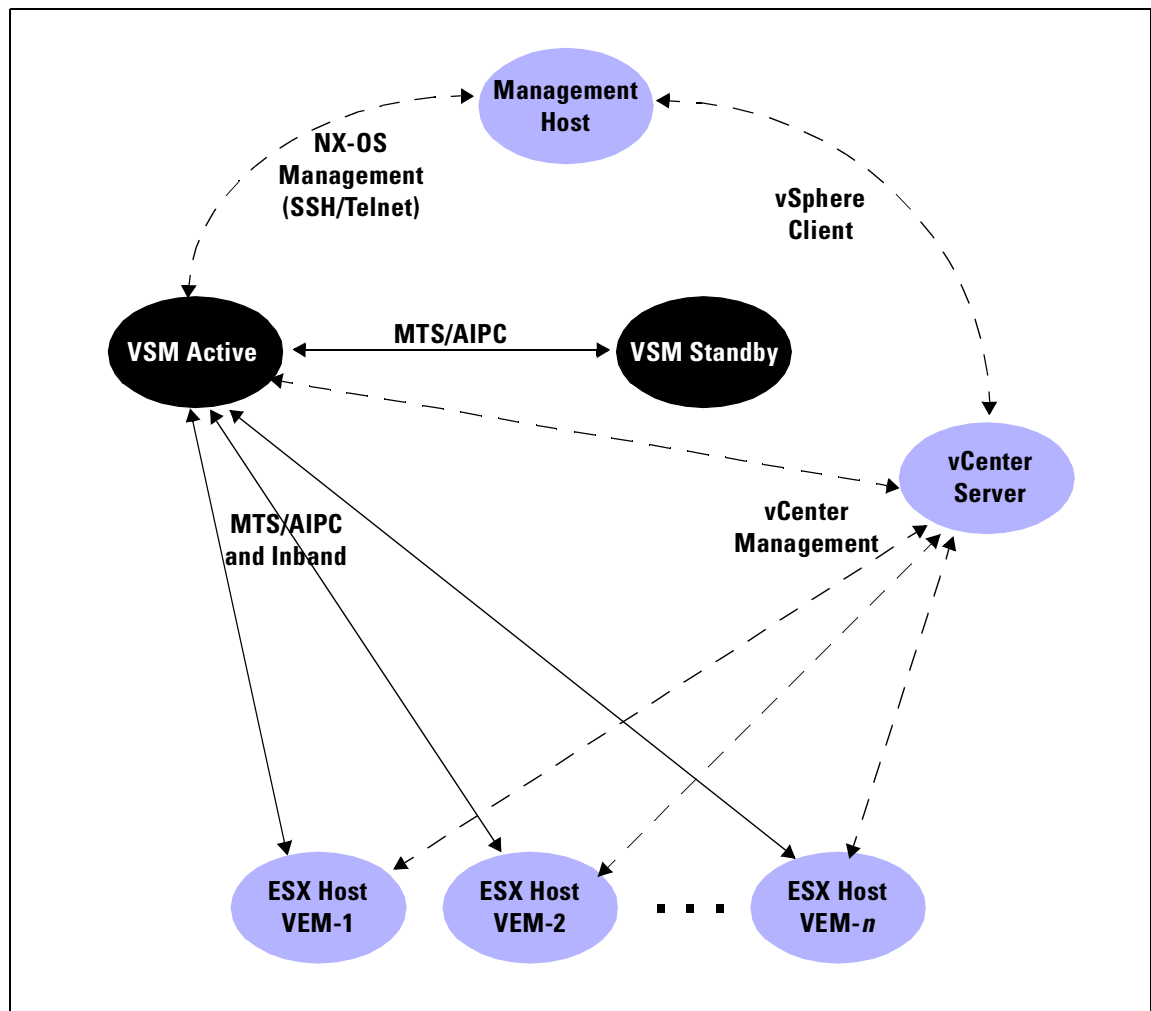 Management
Host
NX-OS
Management
(SSH/Telnet)
vSphere
Client
VSM Active
MTS/AIPC
VSM Standby
vCenter
Server
MTS/AIPC
and Inband
vCenter
Management
ESX Host
VEM-1
ESX Host
VEM-2
. . .
ESX Host
VEM-n